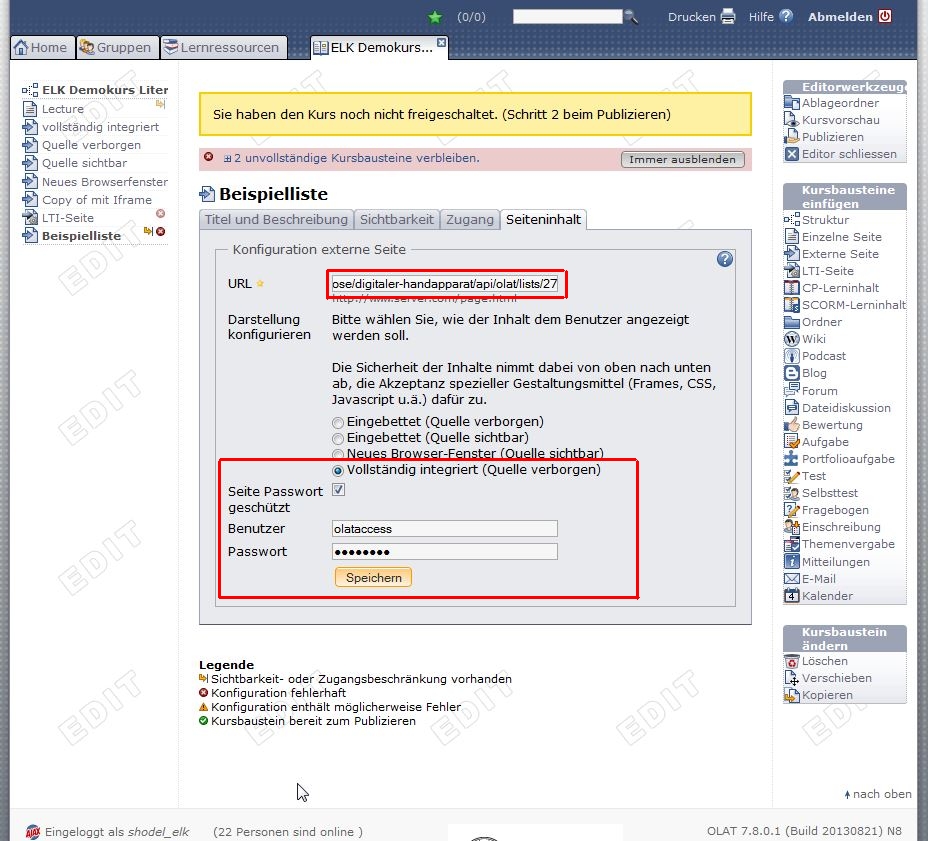 (0/0)
Drucken
Hilfe
Abmelden
Home
Gruppen
Lernressourcen
ELK Demokurs...
ELK Demokurs Liter
Lecture
vollständig integriert
Quelle verborgen
Quelle sichtbar
Neues Browserfenster
Copy of mit Iframe
LTI-Seite
Beispielliste
Sie haben den Kurs noch nicht freigeschaltet. (Schritt 2 beim Publizieren)
2 unvollständige Kursbausteine verbleiben.
Immer ausblenden
Beispielliste
Titel und Beschreibung
Sichtbarkeit
Zugang
Seiteninhalt
Konfiguration externe Seite
URL
ose/digitaler-handapparat/api/olat/lists/27
http://www.server.com/page.html
Darstellung
konfigurieren
Bitte wählen Sie, wie der Inhalt dem Benutzer angezeigt
werden soll.
Die Sicherheit der Inhalte nimmt dabei von oben nach unten
ab, die Akzeptanz spezieller Gestaltungsmittel (Frames, CSS,
Javascript u.ä.) dafür zu.
Eingebettet (Quelle verborgen)
Eingebettet (Quelle sichtbar)
Neues Browser-Fenster (Quelle sichtbar)
Vollständig integriert (Quelle verborgen)
Seite Passwort
geschützt
Benutzer
olataccess
Passwort
••••••••
Speichern
Legende
Sichtbarkeit- oder Zugangsbeschränkung vorhanden
Konfiguration fehlerhaft
Konfiguration enthält möglicherweise Fehler
Kursbaustein bereit zum Publizieren
Editorwerkzeuge
Ablageordner
Kursvorschau
Publizieren
Editor schliessen
Kursbausteine
einfügen
Struktur
Einzelne Seite
Externe Seite
LTI-Seite
CP-Lerninhalt
SCORM-Lerninhalt
Ordner
Wiki
Podcast
Blog
Forum
Dateidiskussion
Bewertung
Aufgabe
Portfolioaufgabe
Test
Selbsttest
Fragebogen
Einschreibung
Themenvergabe
Mitteilungen
E-Mail
Kalender
Kursbaustein
ändern
Löschen
Verschieben
Kopieren
EDIT
EDIT
EDIT
EDIT
EDIT
EDIT
EDIT
EDIT
nach oben
AJAX
Eingeloggt als shodel_elk
(22 Personen sind online )
OLAT 7.8.0.1 (Build 20130821) N8